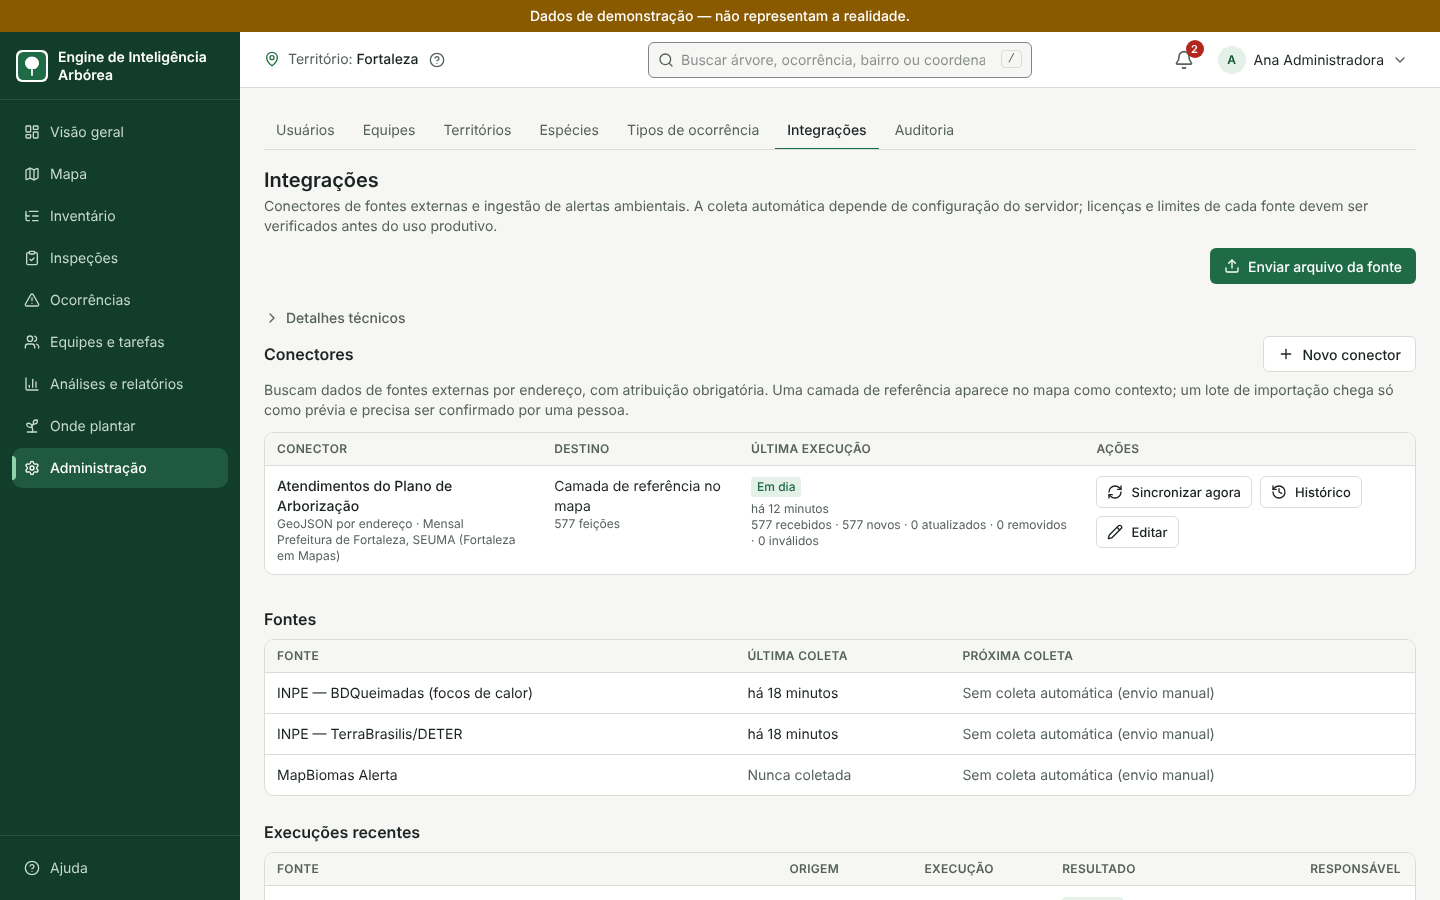 Dados de demonstração — não representam a realidade.
Engine de Inteligência
Arbórea
Território: Fortaleza
Buscar árvore, ocorrência, bairro ou coordena
/
2
A
Ana Administradora
Visão geral
Mapa
Inventário
Inspeções
Ocorrências
Equipes e tarefas
Análises e relatórios
Onde plantar
Administração
Ajuda
Usuários
Equipes
Territórios
Espécies
Tipos de ocorrência
Integrações
Auditoria
Integrações
Conectores de fontes externas e ingestão de alertas ambientais. A coleta automática depende de configuração do servidor; licenças e limites de cada fonte devem ser
verificados antes do uso produtivo.
Enviar arquivo da fonte
Detalhes técnicos
Conectores
Novo conector
Buscam dados de fontes externas por endereço, com atribuição obrigatória. Uma camada de referência aparece no mapa como contexto; um lote de importação chega só
como prévia e precisa ser confirmado por uma pessoa.
CONECTOR
DESTINO
ÚLTIMA EXECUÇÃO
AÇÕES
Atendimentos do Plano de
Arborização
GeoJSON por endereço · Mensal
Prefeitura de Fortaleza, SEUMA (Fortaleza
em Mapas)
Camada de referência no
mapa
577 feições
Em dia
há 12 minutos
577 recebidos · 577 novos · 0 atualizados · 0 removidos
· 0 inválidos
Sincronizar agora
Histórico
Editar
Fontes
FONTE
ÚLTIMA COLETA
PRÓXIMA COLETA
INPE — BDQueimadas (focos de calor)
há 18 minutos
Sem coleta automática (envio manual)
INPE — TerraBrasilis/DETER
há 18 minutos
Sem coleta automática (envio manual)
MapBiomas Alerta
Nunca coletada
Sem coleta automática (envio manual)
Execuções recentes
FONTE
ORIGEM
EXECUÇÃO
RESULTADO
RESPONSÁVEL